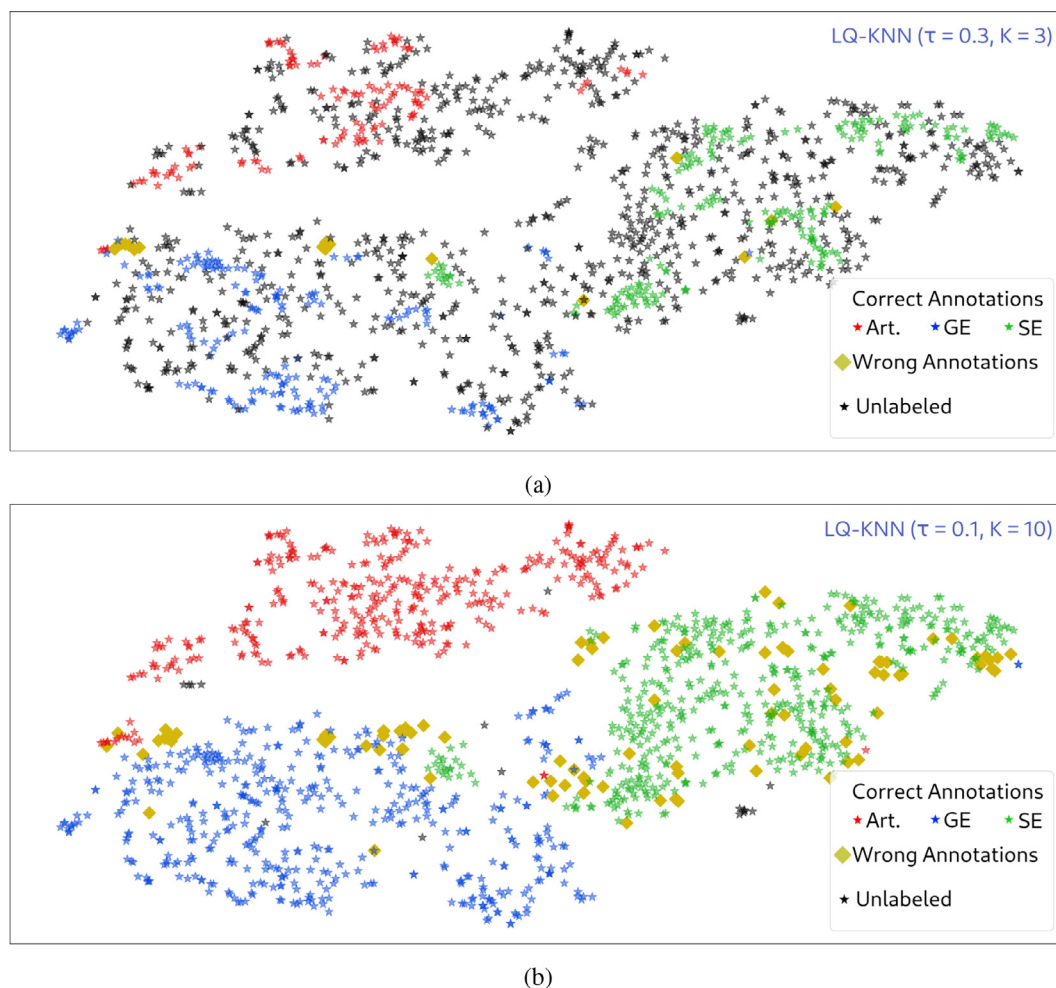 LQ-KNN (τ = 0.3, K = 3)
Correct Annotations
Art. GE SE
Wrong Annotations
Unlabeled
(a)
LQ-KNN (τ = 0.1, K = 10)
Correct Annotations
Art. GE SE
Wrong Annotations
Unlabeled
(b)